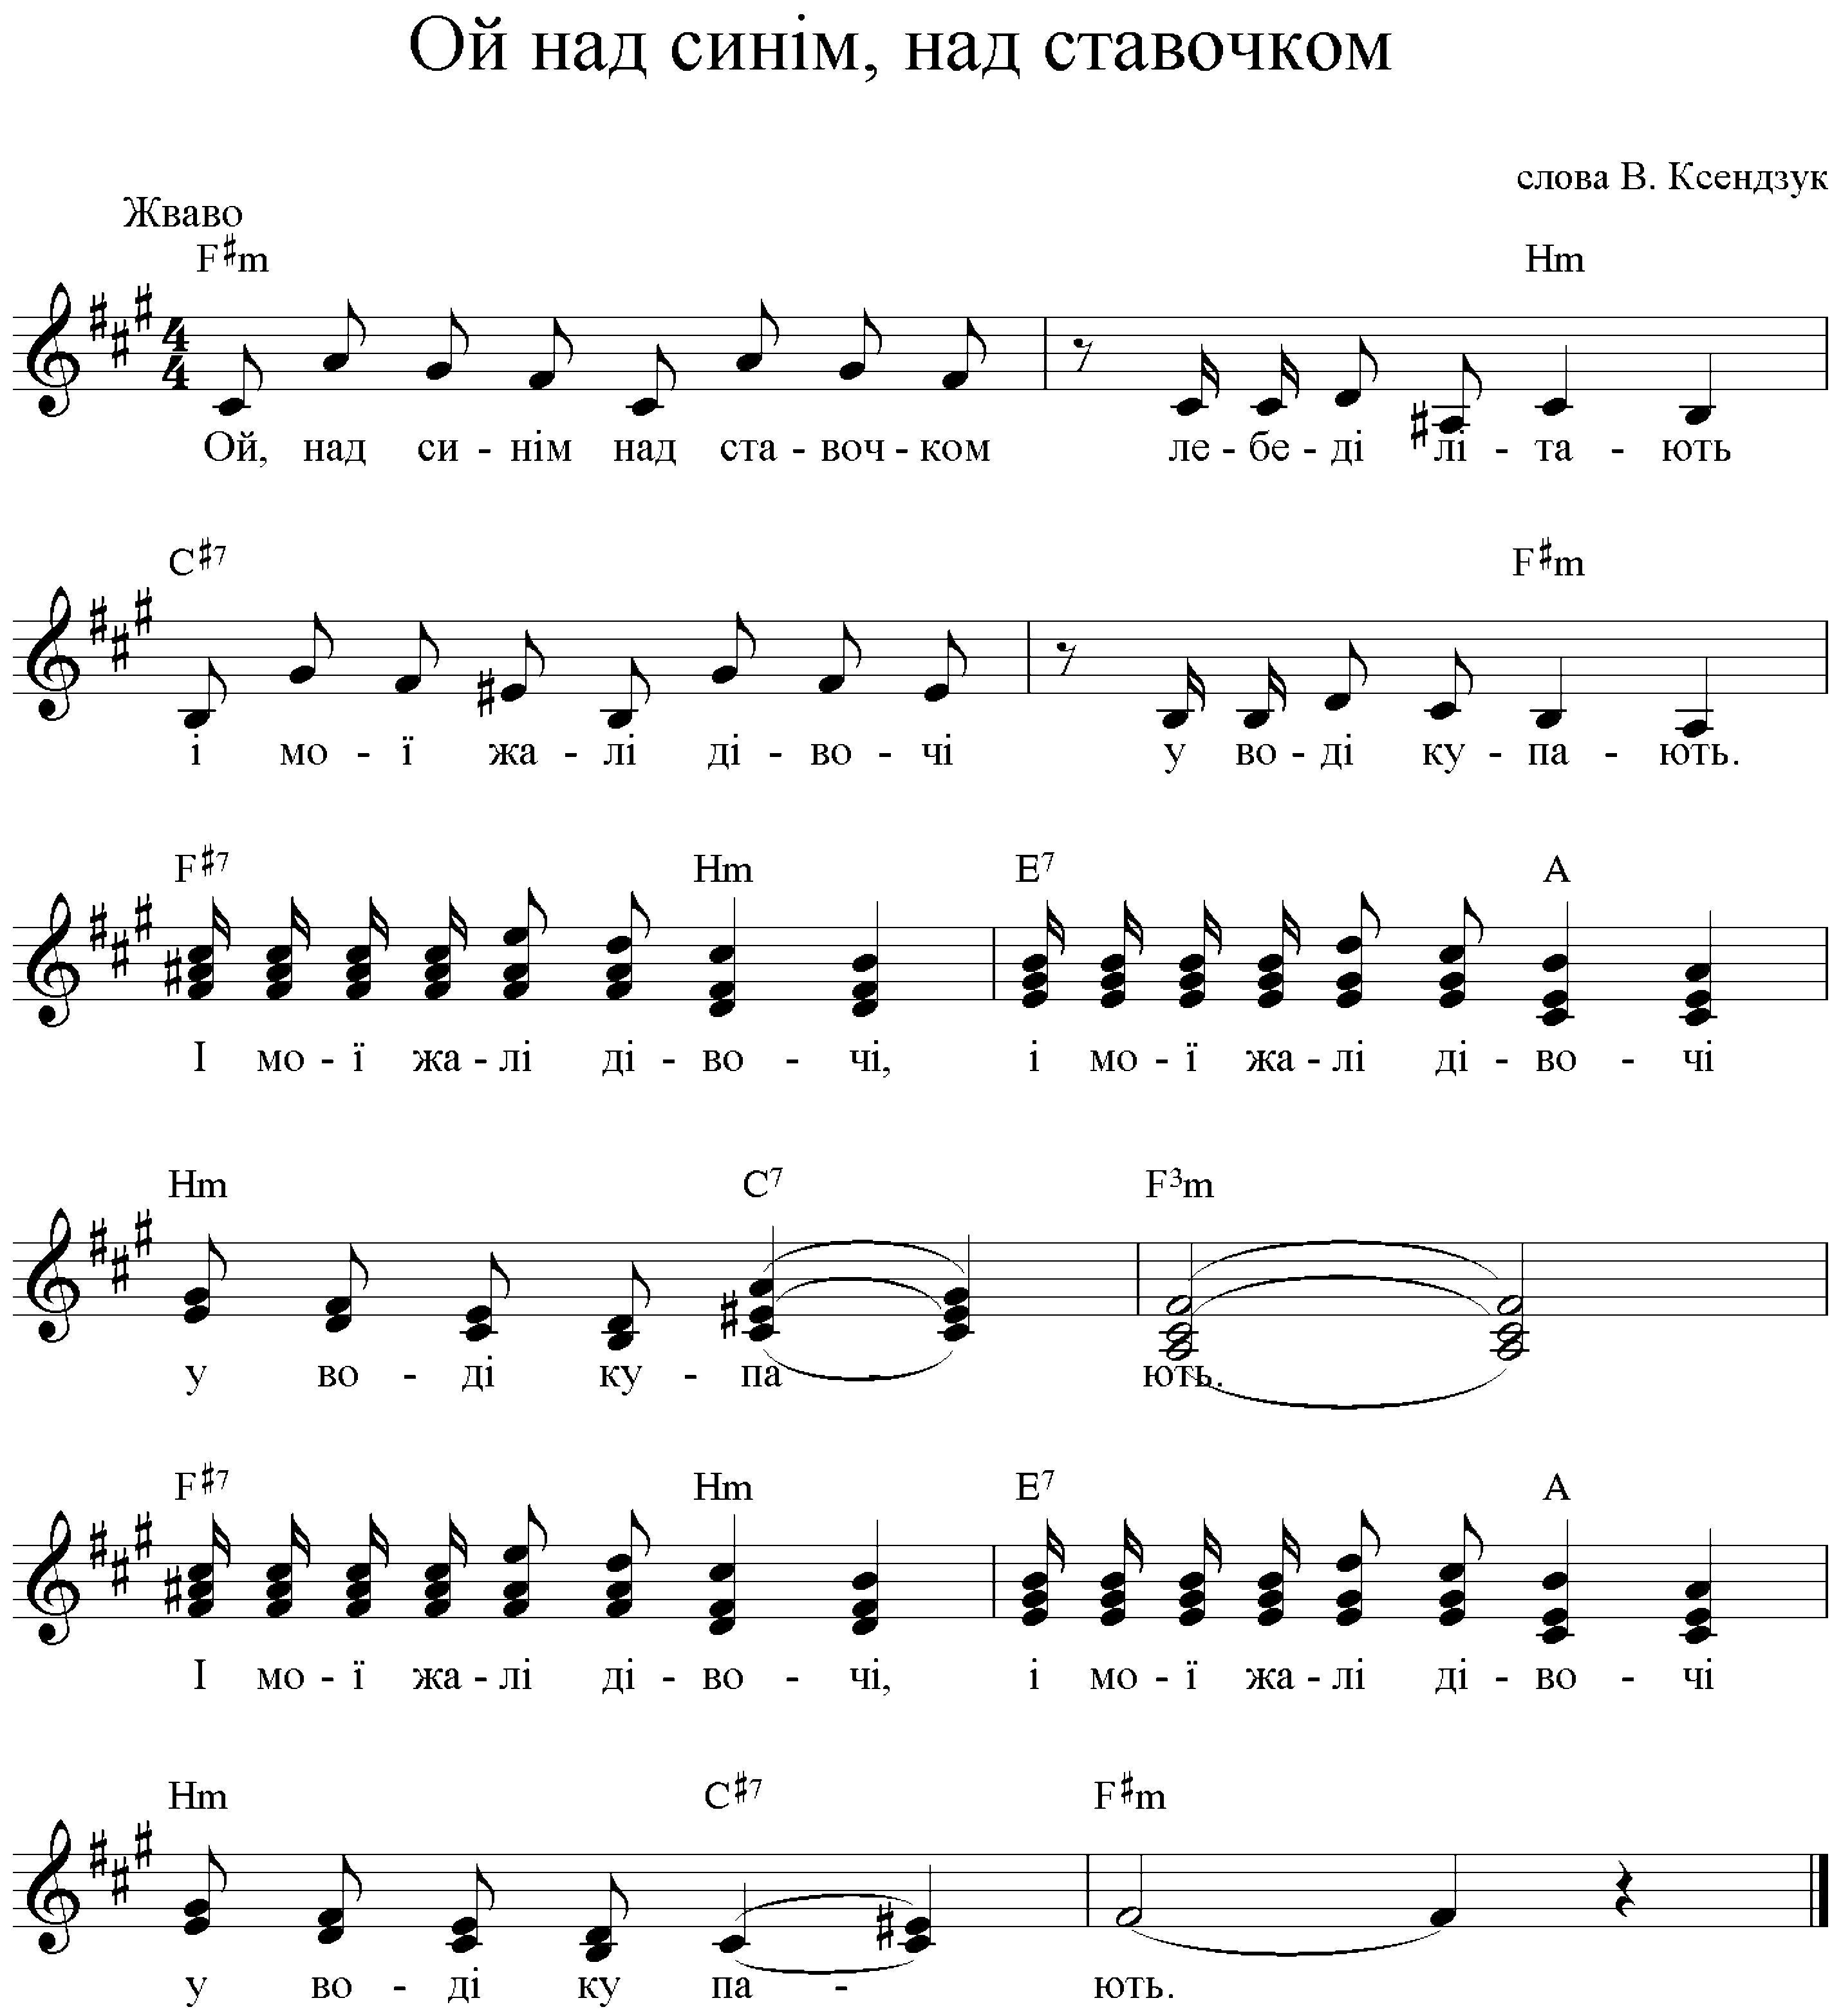 Ой над синім, над ставочком
слова В. Ксендзук
Жваво
F♯m Hm
Ой, над си - нім над ста - воч - ком ле - бе - ді лі - та - ють
C♯7 F♯m
і мо - ї жа - лі ді - во - чі у во - ді ку - па - ють.
F♯7 Hm E7 A
І мо - ї жа - лі ді - во - чі, і мо - ї жа - лі ді - во - чі
Hm C7 F3m
у во - ді ку - па - ють.
F♯7 Hm E7 A
І мо - ї жа - лі ді - во - чі, і мо - ї жа - лі ді - во - чі
Hm C♯7 F♯m
у во - ді ку па - ють.